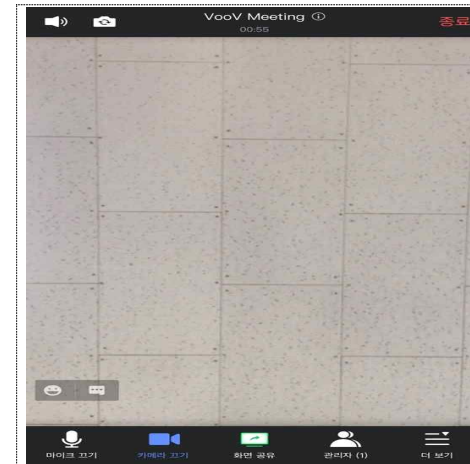 VooV Meeting
00:55
종료
마이크 끄기
카메라 끄기
화면 공유
관리자 (1)
더 보기